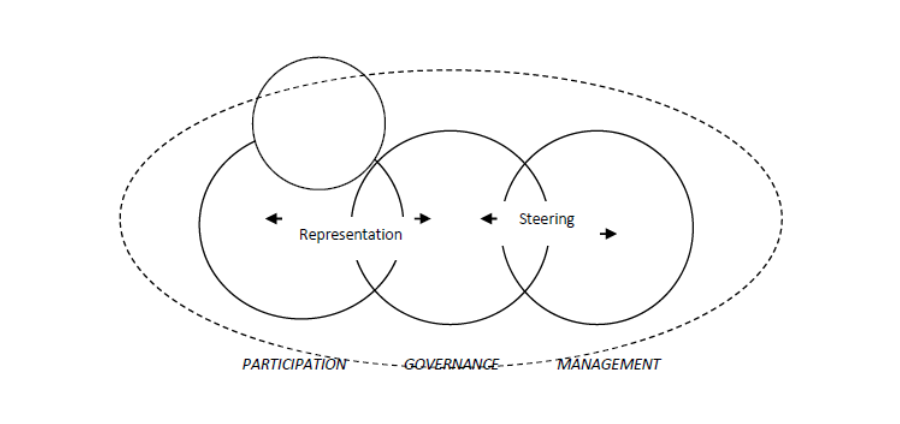 Steering
Representation
PARTICIPATION
GOVERNANCE
MANAGEMENT